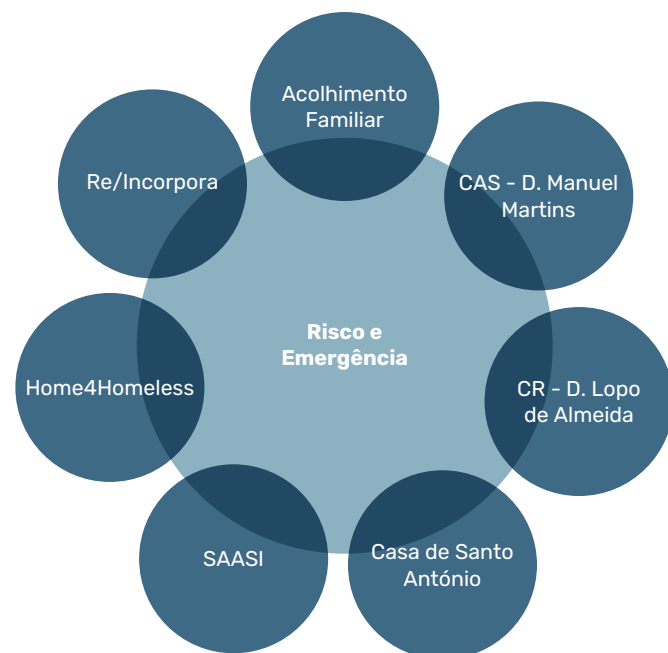 Acolhimento
Familiar
Re/Incorpora
CAS - D. Manuel
Martins
Risco e
Emergência
Home4Homeless
CR - D. Lopo
de Almeida
SAASI
Casa de Santo
António